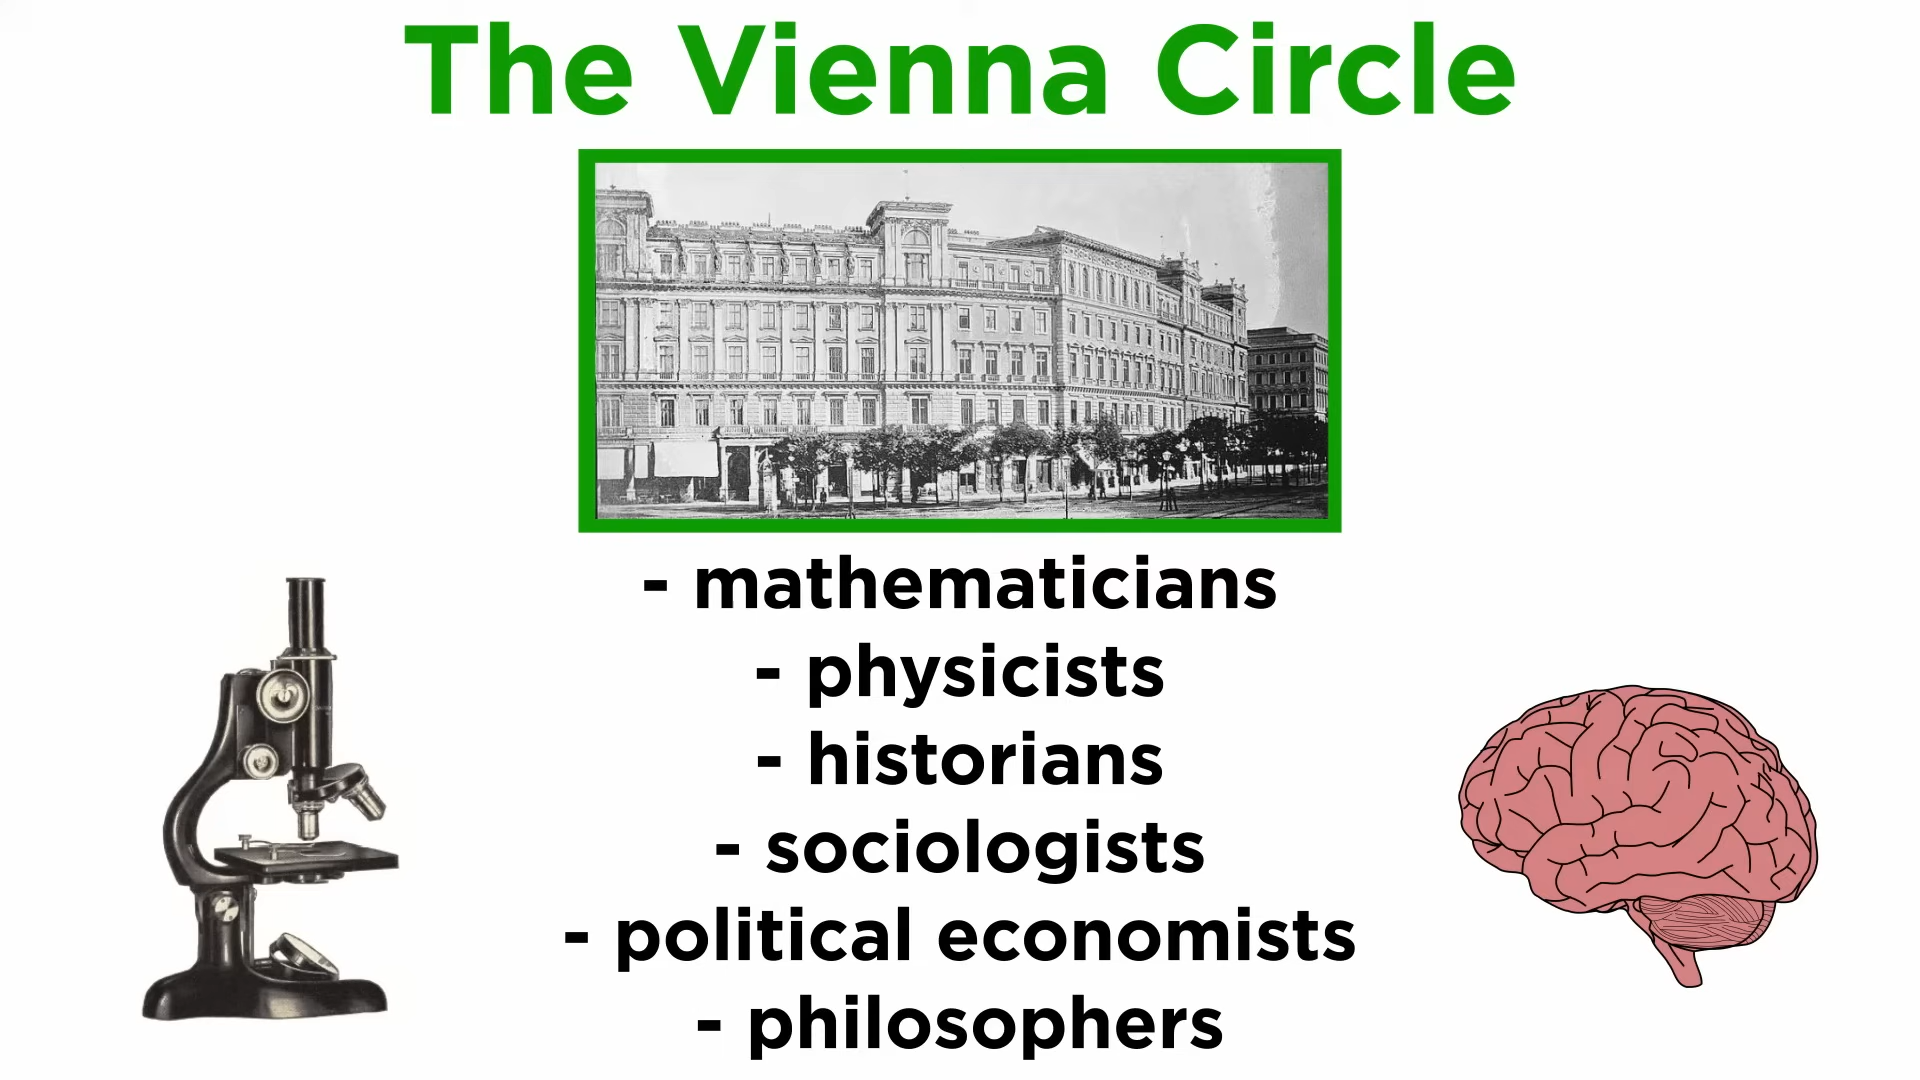 The Vienna Circle
- mathematicians
- physicists
- historians
- sociologists
- political economists
- philosophers